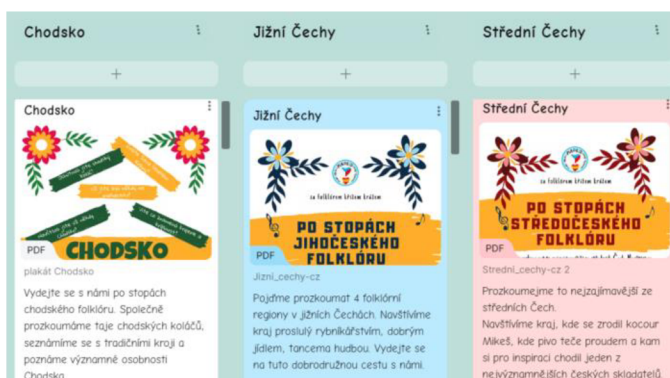 Chodsko
Jižní Čechy
Střední Čechy
+
+
+
Chodsko
PDF
CHODSKO
plakát Chodsko
Vydejte se s námi po stopách
chodského folklóru. Společně
prozkoumáme taje chodských koláčů,
seznámíme se s tradičními kroji a
poznáme významné osobnosti
Chodska
Jižní Čechy
za folklórem křížem krážem
PO STOPÁCH
JIHOČESKÉHO
FOLKLÓRU
PDF
Jizni_cechy-cz
Pojďme prozkoumat 4 folklórní
regiony v jižních Čechách. Navštívíme
kraj proslulý rybníkářstvím, dobrým
jídlem, tancema hudbou. Vydejte se
na tuto dobrodružnou cestu s námi.
Střední Čechy
za folklórem křížem krážem
PO STOPÁCH
STŘEDOČESKÉHO
FOLKLÓRU
PDF
Stredni_cechy-cz 2
Prozkoumejme to nejzajímavější ze
středních Čech.
Navštívíme kraj, kde se zrodil kocour
Mikeš, kde pivo teče proudem a kam
si pro inspiraci chodil jeden z
nejvýznamnějších českých skladatelů